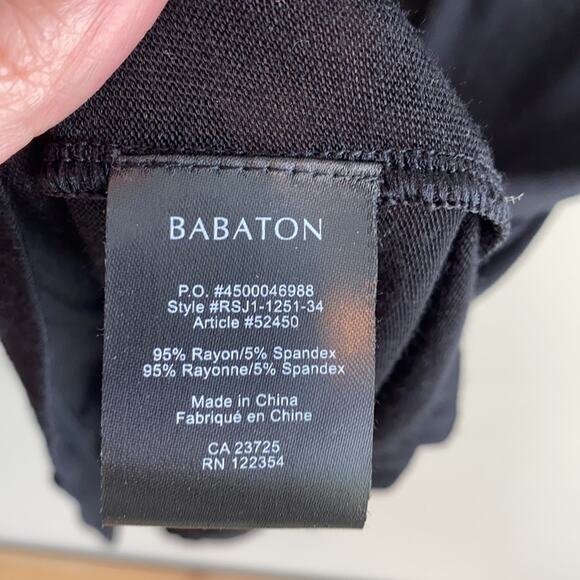 BABATON
P.O. #4500046988
Style #RSJ1-1251-34
Article #52450
95% Rayon/5% Spandex
95% Rayonne/5% Spandex
Made in China
Fabriqué en Chine
CA 23725
RN 122354